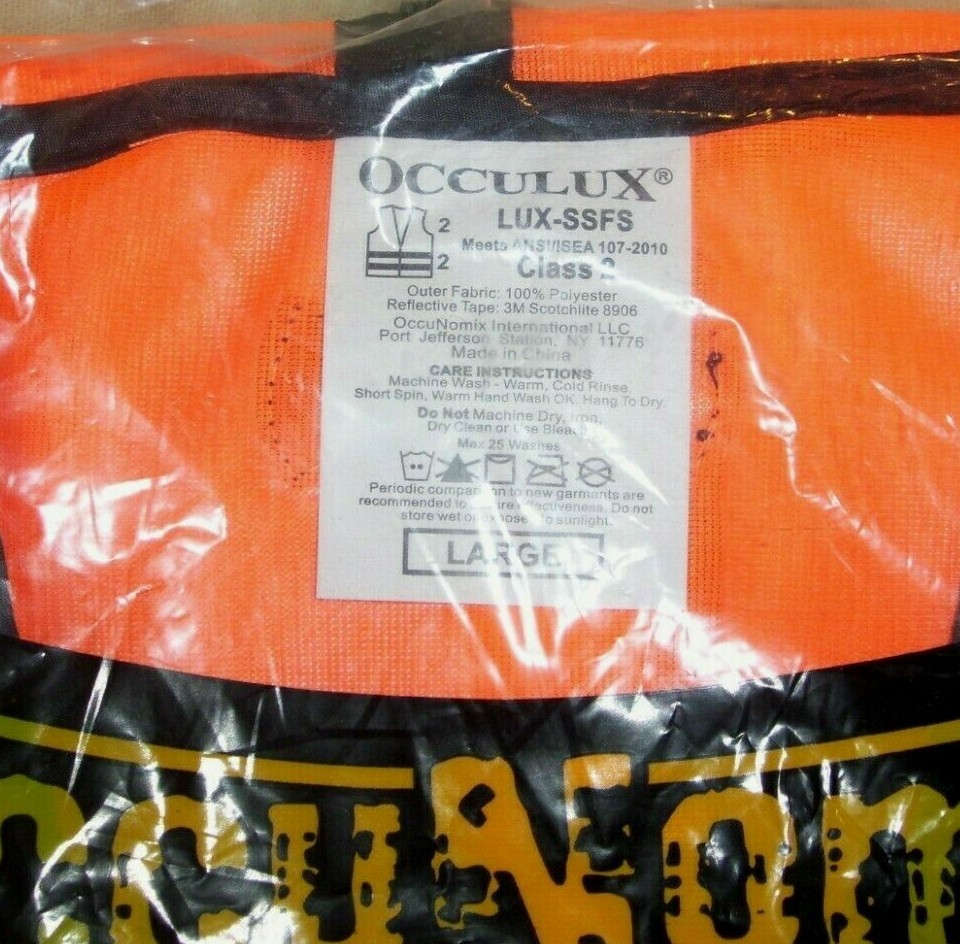 OCCULUX®
LUX-SSFS
2
Meets ANSI/ISEA 107-2010
2
Class 2
Outer Fabric: 100% Polyester
Reflective Tape: 3M Scotchlite 8906
OccuNomix International LLC
Port Jefferson Station, NY 11776
Made in China
CARE INSTRUCTIONS
Machine Wash - Warm, Cold Rinse,
Short Spin, Warm Hand Wash OK. Hang To Dry.
Do Not Machine Dry, Iron,
Dry Clean or Use Bleach
Max 25 Washes
Periodic comparison to new garments are
recommended to ensure effectiveness. Do not
store wet or exposed to sunlight.
LARGE
ccuNom